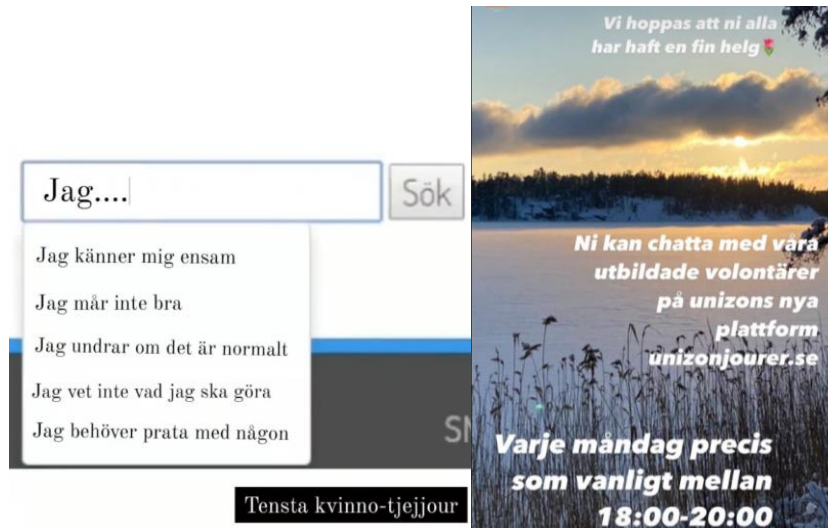 Jag....
Sök
Jag känner mig ensam
Jag mår inte bra
Jag undrar om det är normalt
Jag vet inte vad jag ska göra
Jag behöver prata med någon
Tensta kvinno-tjejjour
Vi hoppas att ni alla
har haft en fin helg🌷
Ni kan chatta med våra
utbildade volontärer
på unizons nya
plattform
unizonjourer.se
Varje måndag precis
som vanligt mellan
18:00-20:00